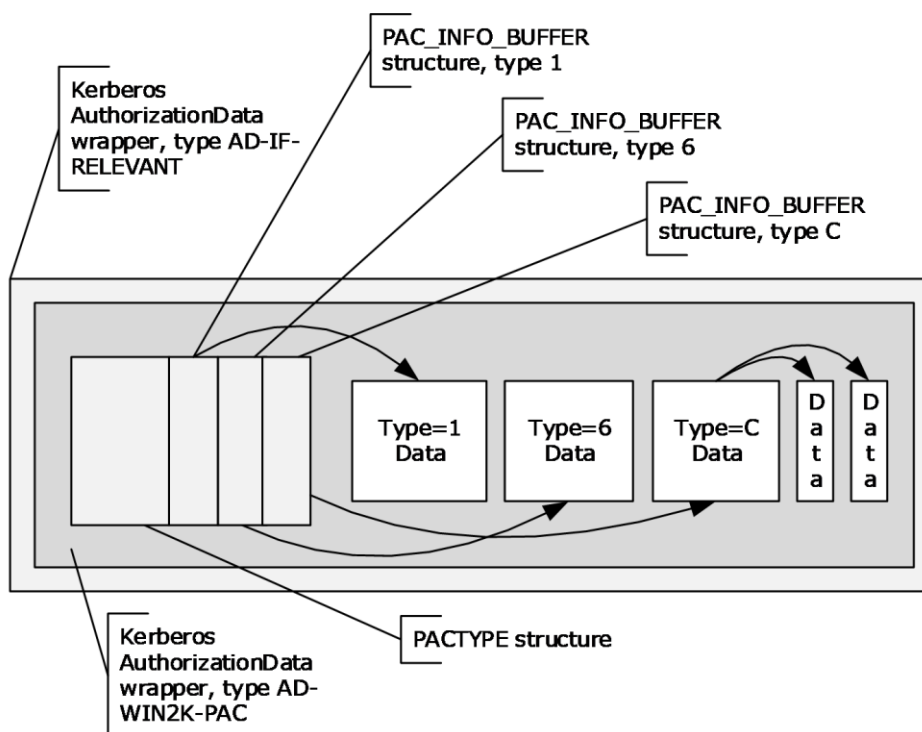 PAC_INFO_BUFFER
structure, type 1
Kerberos
AuthorizationData
wrapper, type AD-IF-
RELEVANT
PAC_INFO_BUFFER
structure, type 6
PAC_INFO_BUFFER
structure, type C
Type=1
Data
Type=6
Data
Type=C
Data
D
a
t
a
D
a
t
a
Kerberos
AuthorizationData
wrapper, type AD-
WIN2K-PAC
PACTYPE structure